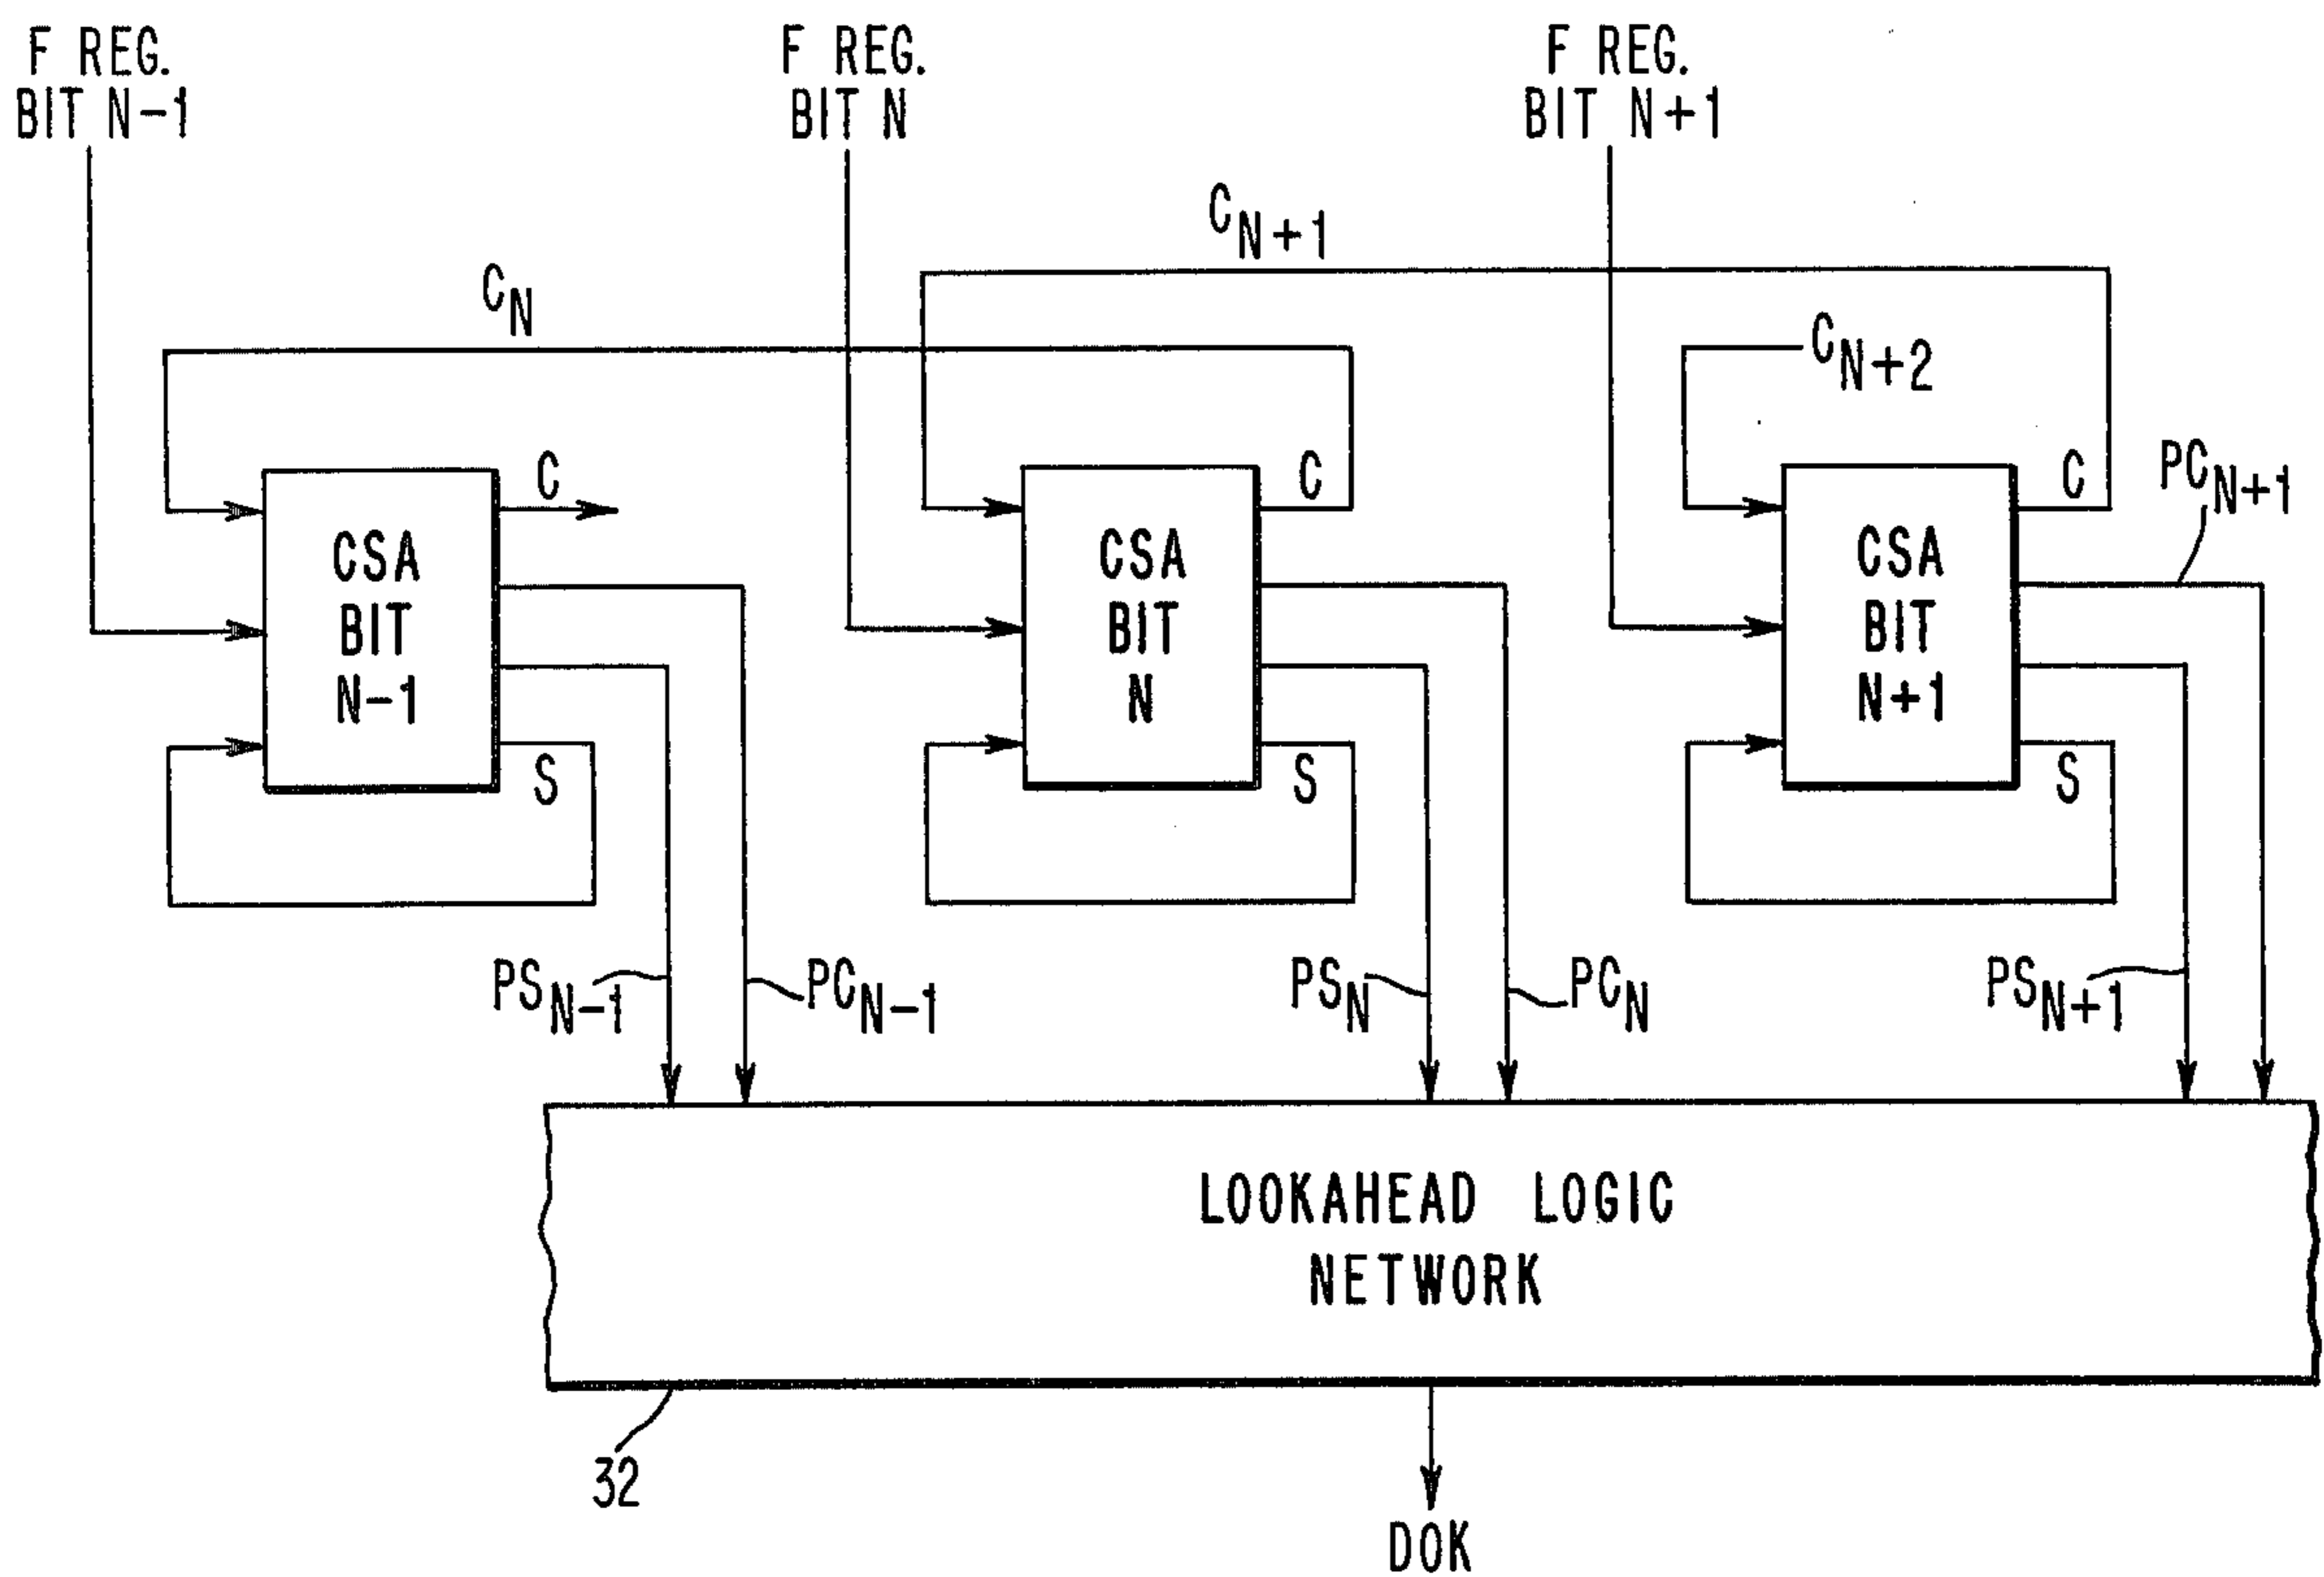 F REG.
BIT N-1
F REG.
BIT N
F REG.
BIT N+1
C_N
C_{N+1}
C_{N+2}
C
C
C
PC_{N+1}
CSA
BIT
N-1
CSA
BIT
N
CSA
BIT
N+1
S
S
S
PS_{N-1}
PC_{N-1}
PS_N
PC_N
PS_{N+1}
LOOKAHEAD LOGIC
NETWORK
32
DOK